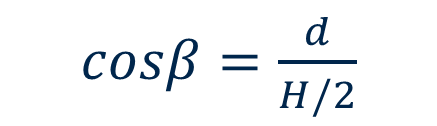 cosβ = d / H/2